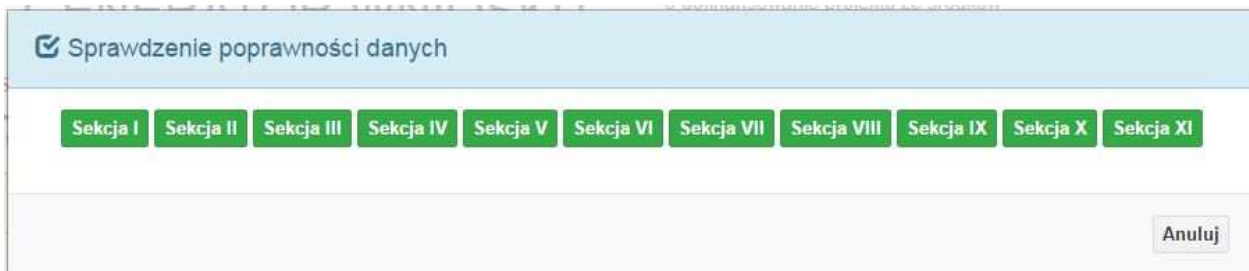 Sprawdzenie poprawności danych
Sekcja I Sekcja II Sekcja III Sekcja IV Sekcja V Sekcja VI Sekcja VII Sekcja VIII Sekcja IX Sekcja X Sekcja XI
Anuluj